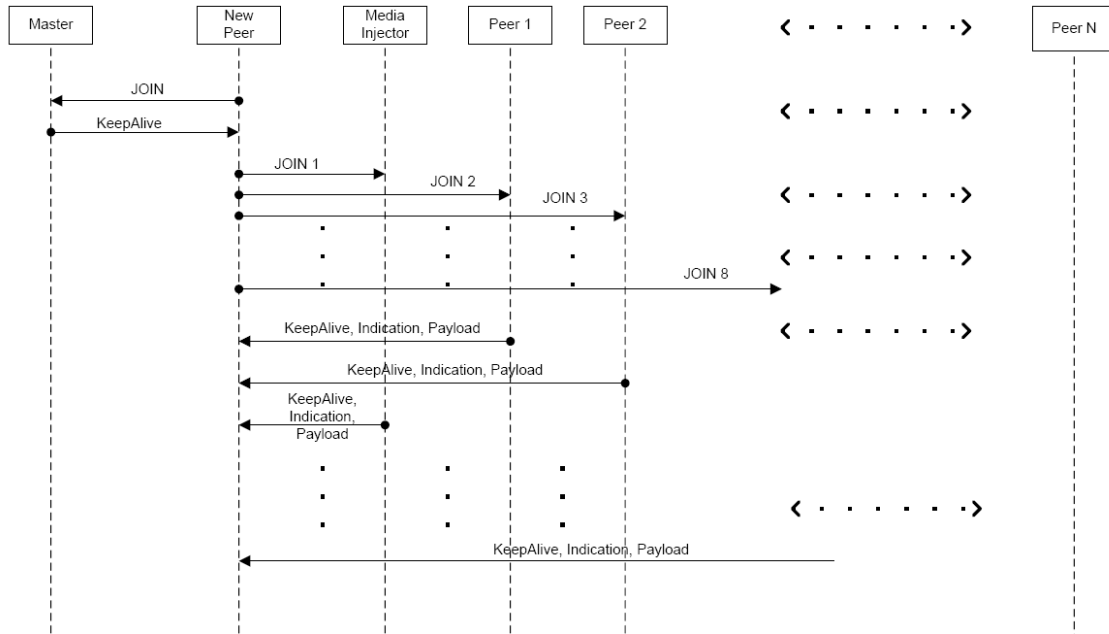 Master
New
Peer
Media
Injector
Peer 1
Peer 2
Peer N
JOIN
KeepAlive
JOIN 1
JOIN 2
JOIN 3
JOIN 8
KeepAlive, Indication, Payload
KeepAlive, Indication, Payload
KeepAlive,
Indication,
Payload
KeepAlive, Indication, Payload